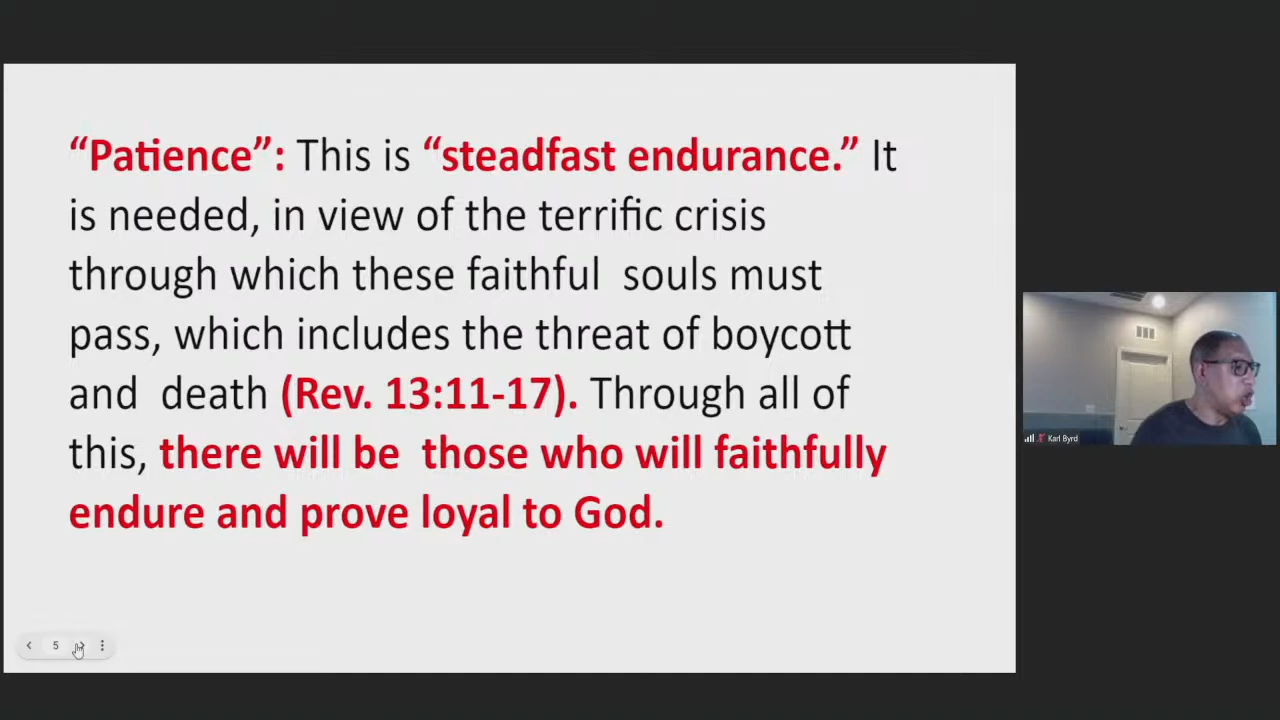 “Patience”: This is “steadfast endurance.” It
is needed, in view of the terrific crisis
through which these faithful souls must
pass, which includes the threat of boycott
and death (Rev. 13:11-17). Through all of
this, there will be those who will faithfully
endure and prove loyal to God.
5
Karl Byrd